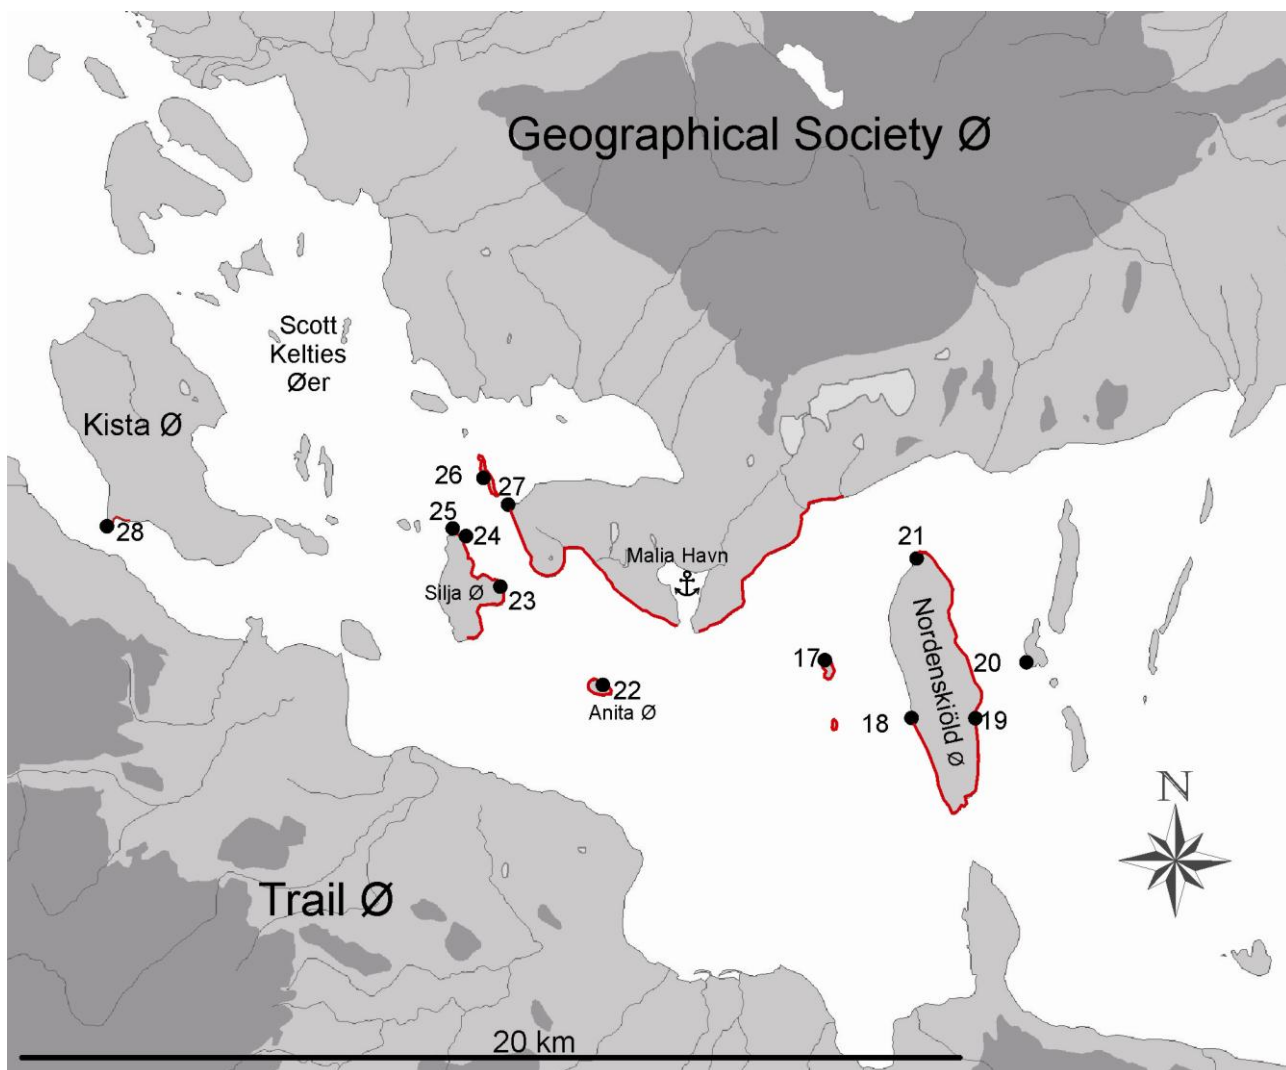 Geographical Society Ø
Scott
Kelties
Øer
Kista Ø
26
27
25
24
28
Malia Havn
21
Silja Ø
23
17
20
22
Anita Ø
18
19
Nordenskiöld Ø
N
Trail Ø
20 km